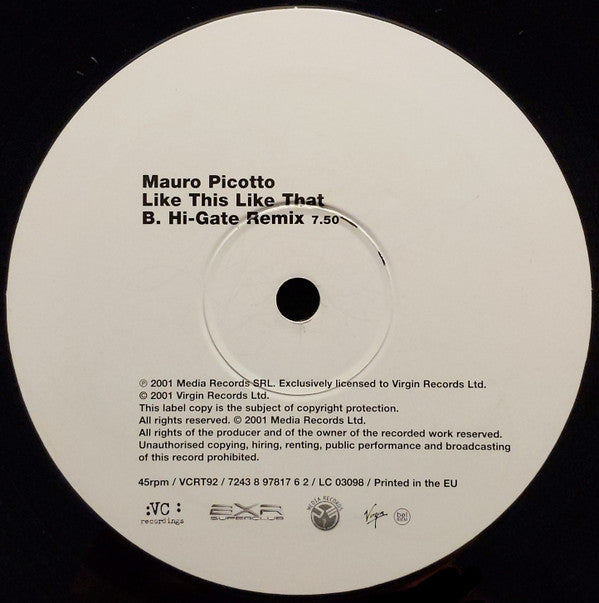 Mauro Picotto
Like This Like That
B. Hi-Gate Remix 7.50
℗ 2001 Media Records SRL. Exclusively licensed to Virgin Records Ltd.
© 2001 Virgin Records Ltd.
This label copy is the subject of copyright protection.
All rights reserved. © 2001 Media Records Ltd.
All rights of the producer and of the owner of the recorded work reserved.
Unauthorised copying, hiring, renting, public performance and broadcasting
of this record prohibited.
45rpm / VCRT92 / 7243 8 97817 6 2 / LC 03098 / Printed in the EU
:VC:
recordings
EXR
SUPERCLUB
MEDIA RECORDS
Virgin
bel